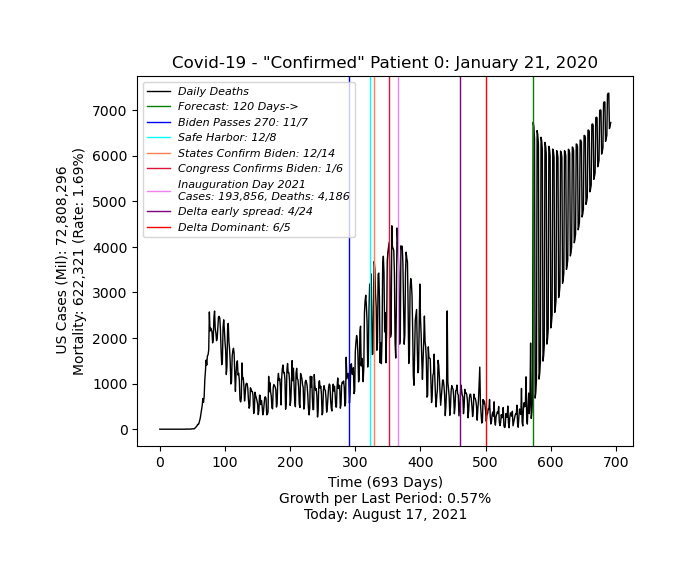 Covid-19 - "Confirmed" Patient 0: January 21, 2020
Daily Deaths
Forecast: 120 Days->
Biden Passes 270: 11/7
Safe Harbor: 12/8
States Confirm Biden: 12/14
Congress Confirms Biden: 1/6
Inauguration Day 2021
Cases: 193,856, Deaths: 4,186
Delta early spread: 4/24
Delta Dominant: 6/5
US Cases (Mil): 72,808,296
Mortality: 622,321 (Rate: 1.69%)
7000
6000
5000
4000
3000
2000
1000
0
0 100 200 300 400 500 600 700
Time (693 Days)
Growth per Last Period: 0.57%
Today: August 17, 2021